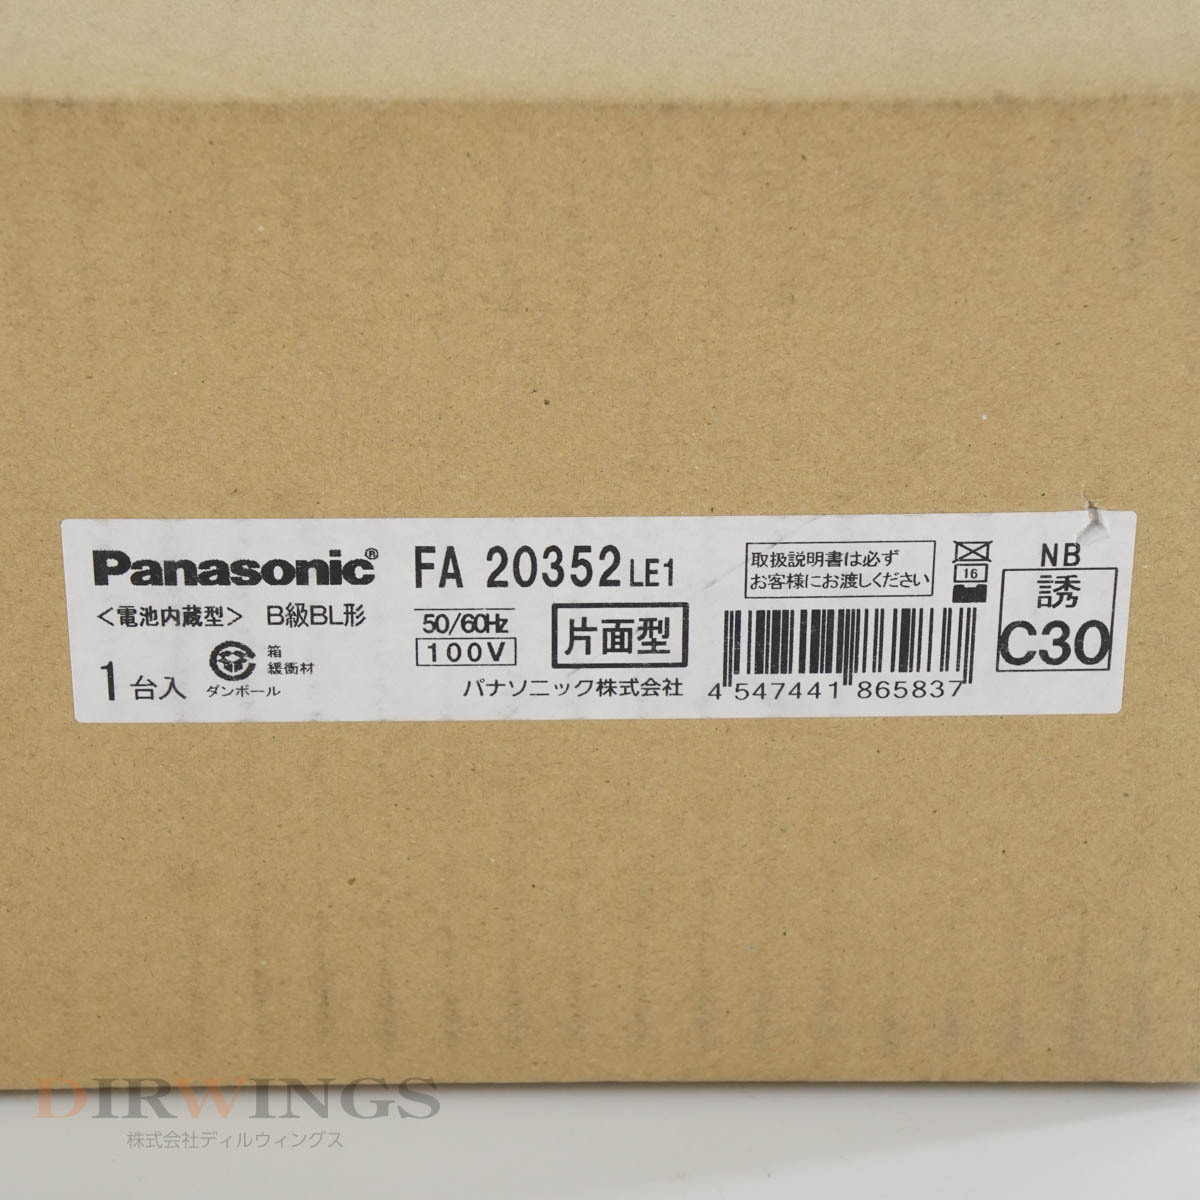 Panasonic® FA 20352 LE1
<電池内蔵型> B級BL形
50/60Hz
100V
片面型
1台入
箱
緩衝材
ダンボール
パナソニック株式会社
取扱説明書は必ず
お客様にお渡しください
16
4 547441 865837
NB
誘
C30
DIRWINGS
株式会社ディルウィングス